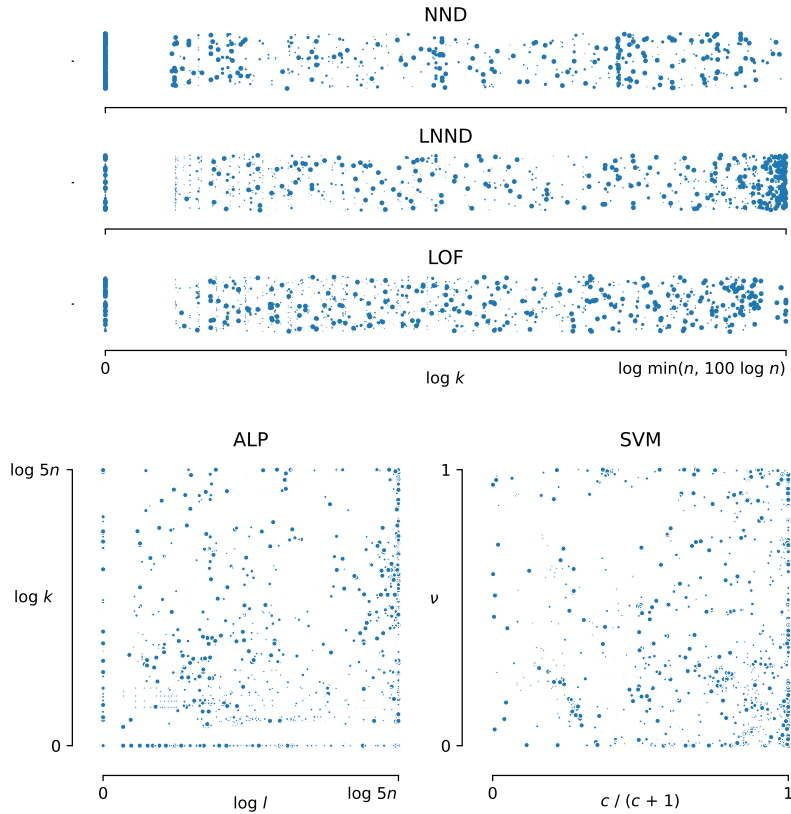 NND
LNND
LOF
0
log min(n, 100 log n)
log k
ALP
SVM
log 5n
1
log k
ν
0
0
0
log 5n
0
1
log l
c / (c + 1)